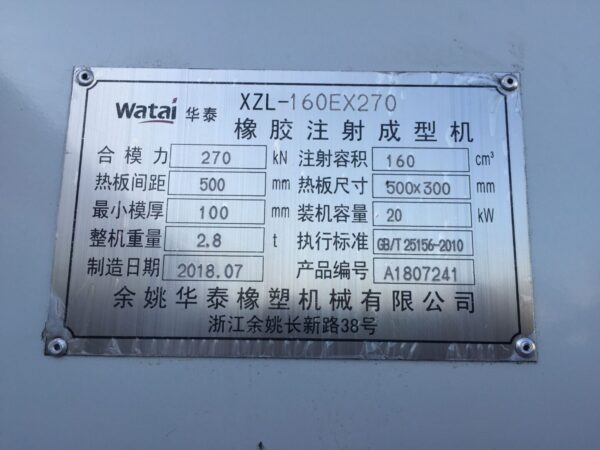 Watai 华泰 XZL-160EX270
橡胶注射成型机
合模力 270 kN 注射容积 160 cm³
热板间距 500 mm 热板尺寸 500x300 mm
最小模厚 100 mm 装机容量 20 kW
整机重量 2.8 t 执行标准 GB/T 25156-2010
制造日期 2018.07 产品编号 A1807241
余姚华泰橡塑机械有限公司
浙江余姚长新路38号